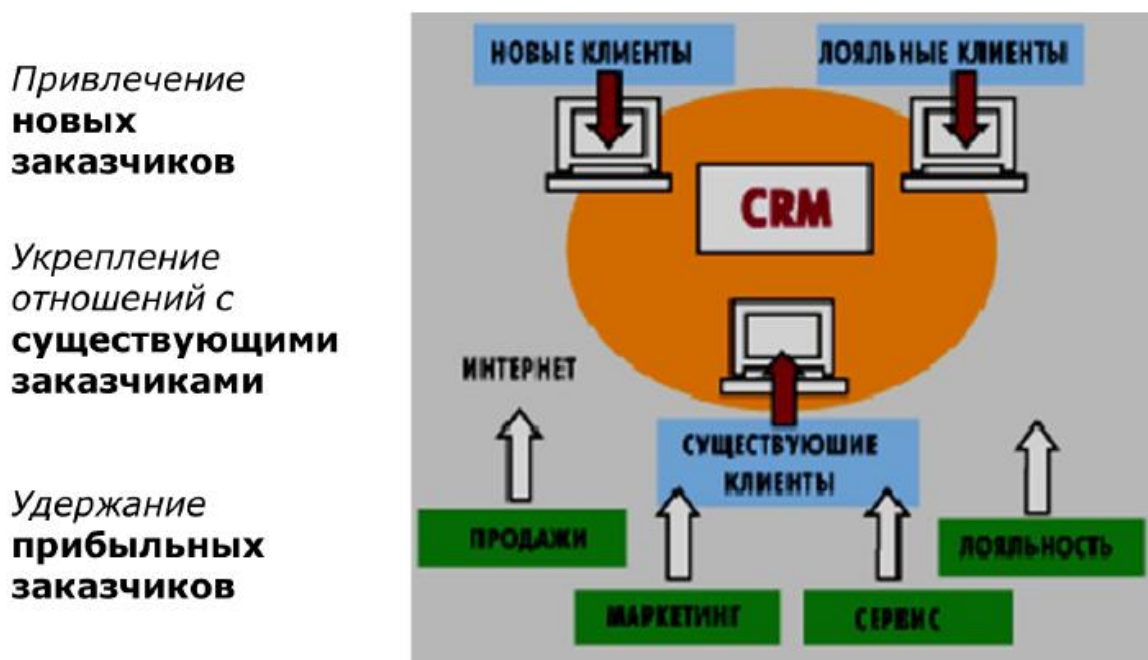 Привлечение
новых
заказчиков
Укрепление
отношений с
существующими
заказчиками
Удержание
прибыльных
заказчиков
НОВЫЕ КЛИЕНТЫ
ЛОЯЛЬНЫЕ КЛИЕНТЫ
CRM
ИНТЕРНЕТ
СУЩЕСТВУЮШИЕ
КЛИЕНТЫ
ПРОДАЖИ
ЛОЯЛЬНОСТЬ
МАРКЕТИНГ
СЕРВИС